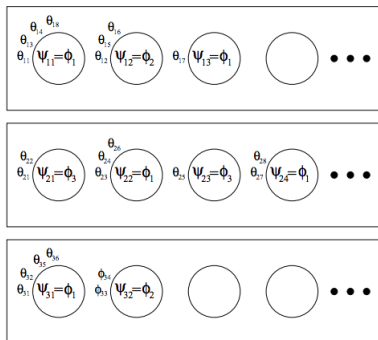 θ₁₈
θ₁₄ θ₁₆
θ₁₃ θ₁₅
θ₁₁ ψ₁₁=ϕ₁ θ₁₂ ψ₁₂=ϕ₂ θ₁₇ ψ₁₃=ϕ₁
θ₂₆
θ₂₂ θ₂₄ θ₂₈
θ₂₁ ψ₂₁=ϕ₃ θ₂₃ ψ₂₂=ϕ₁ θ₂₅ ψ₂₃=ϕ₃ θ₂₇ ψ₂₄=ϕ₁
θ₃₆
θ₃₅
θ₃₂ ϕ₃₄
θ₃₁ ψ₃₁=ϕ₁ ϕ₃₃ ψ₃₂=ϕ₂